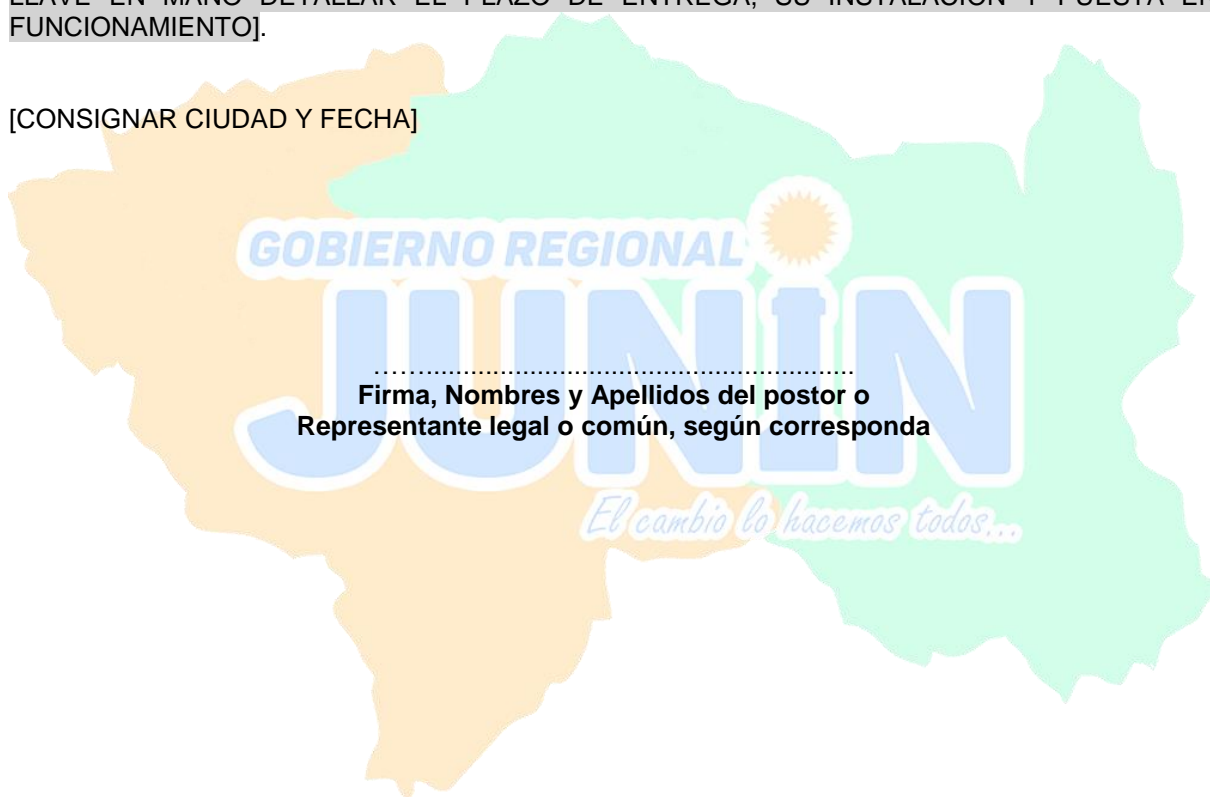 LLAVE EN MANO DETALLAR EL PLAZO DE ENTREGA, SU INSTALACIÓN Y PUESTA EN
FUNCIONAMIENTO].
[CONSIGNAR CIUDAD Y FECHA]
GOBIERNO REGIONAL
JUNÍN
…….............................................................
Firma, Nombres y Apellidos del postor o
Representante legal o común, según corresponda
El cambio lo hacemos todos...